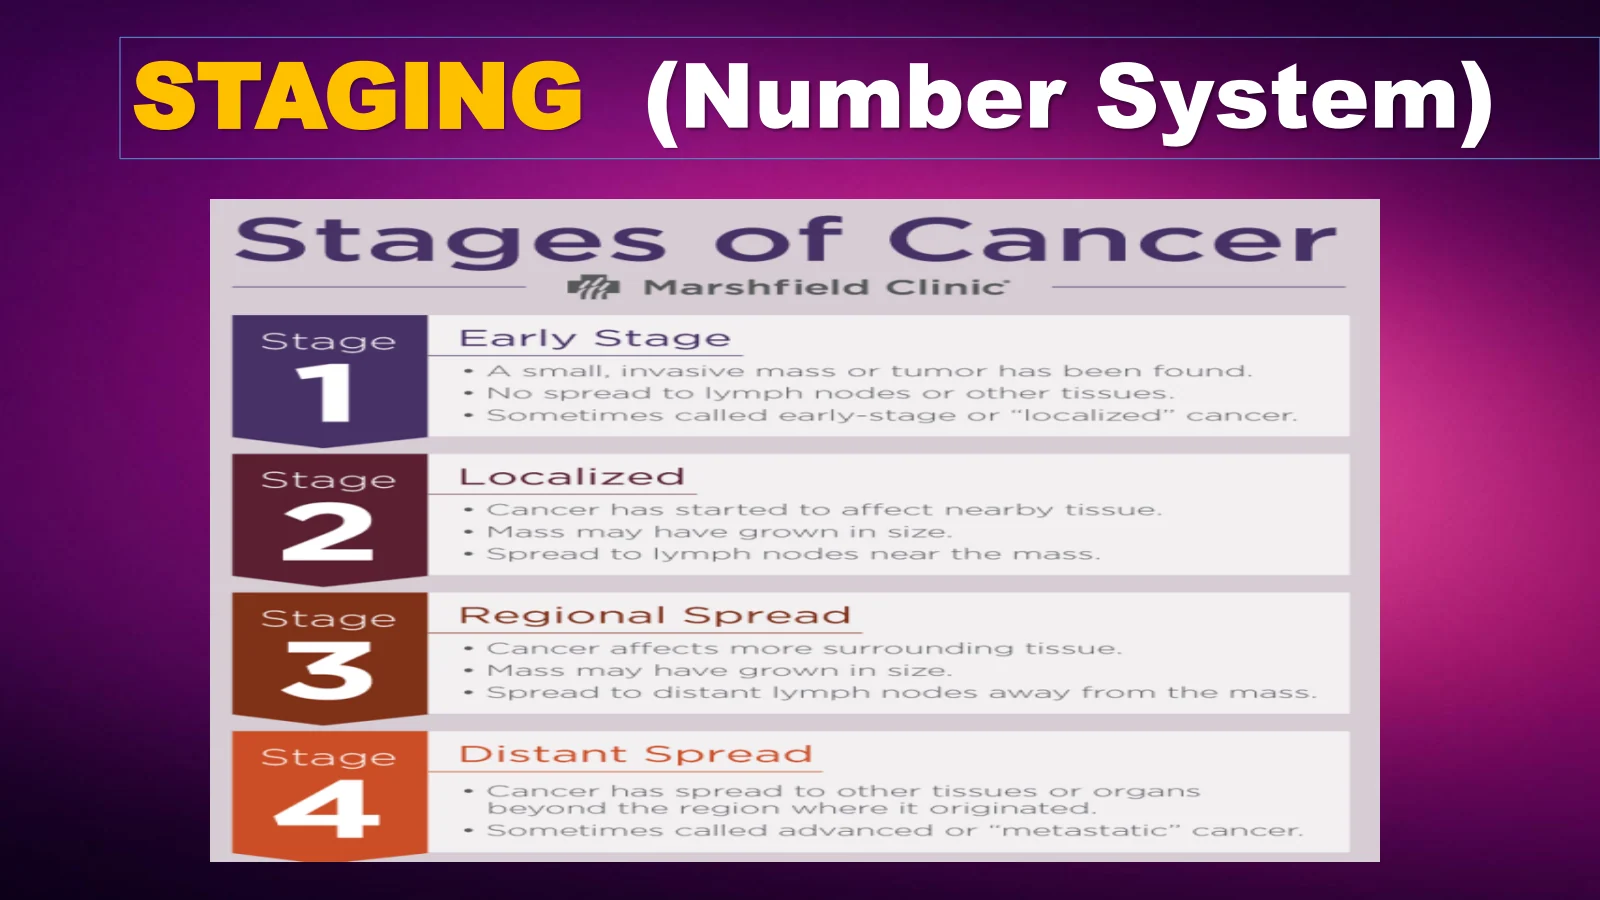 STAGING (Number System)
Stages of Cancer
Marshfield Clinic®
Stage
1
Early Stage
• A small, invasive mass or tumor has been found.
• No spread to lymph nodes or other tissues.
• Sometimes called early-stage or “localized” cancer.
Stage
2
Localized
• Cancer has started to affect nearby tissue.
• Mass may have grown in size.
• Spread to lymph nodes near the mass.
Stage
3
Regional Spread
• Cancer affects more surrounding tissue.
• Mass may have grown in size.
• Spread to distant lymph nodes away from the mass.
Stage
4
Distant Spread
• Cancer has spread to other tissues or organs
beyond the region where it originated.
• Sometimes called advanced or “metastatic” cancer.